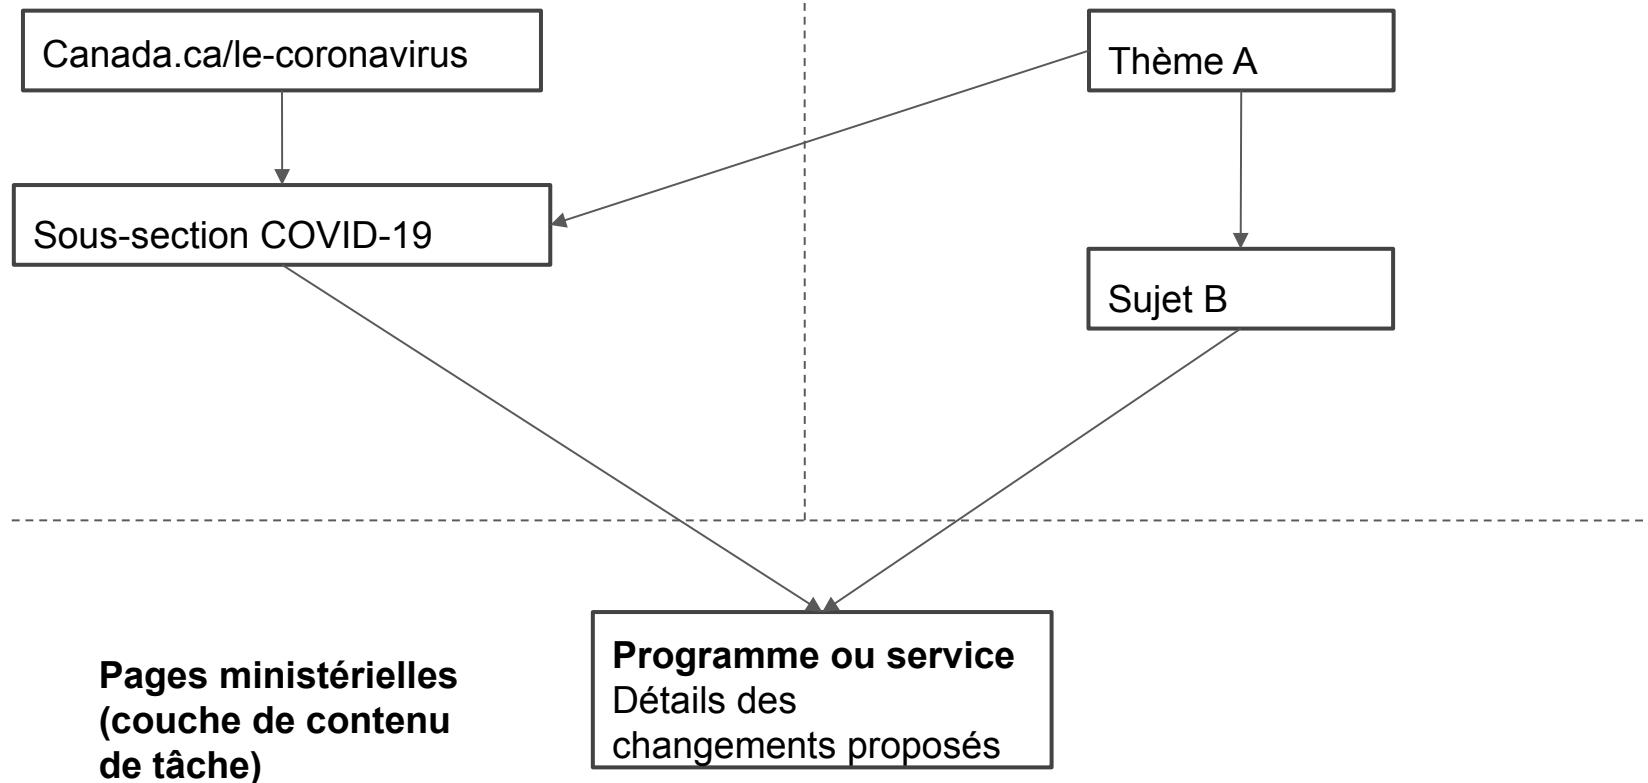 Canada.ca/le-coronavirus
Thème A
Sous-section COVID-19
Sujet B
Pages ministérielles
(couche de contenu
de tâche)
Programme ou service
Détails des
changements proposés